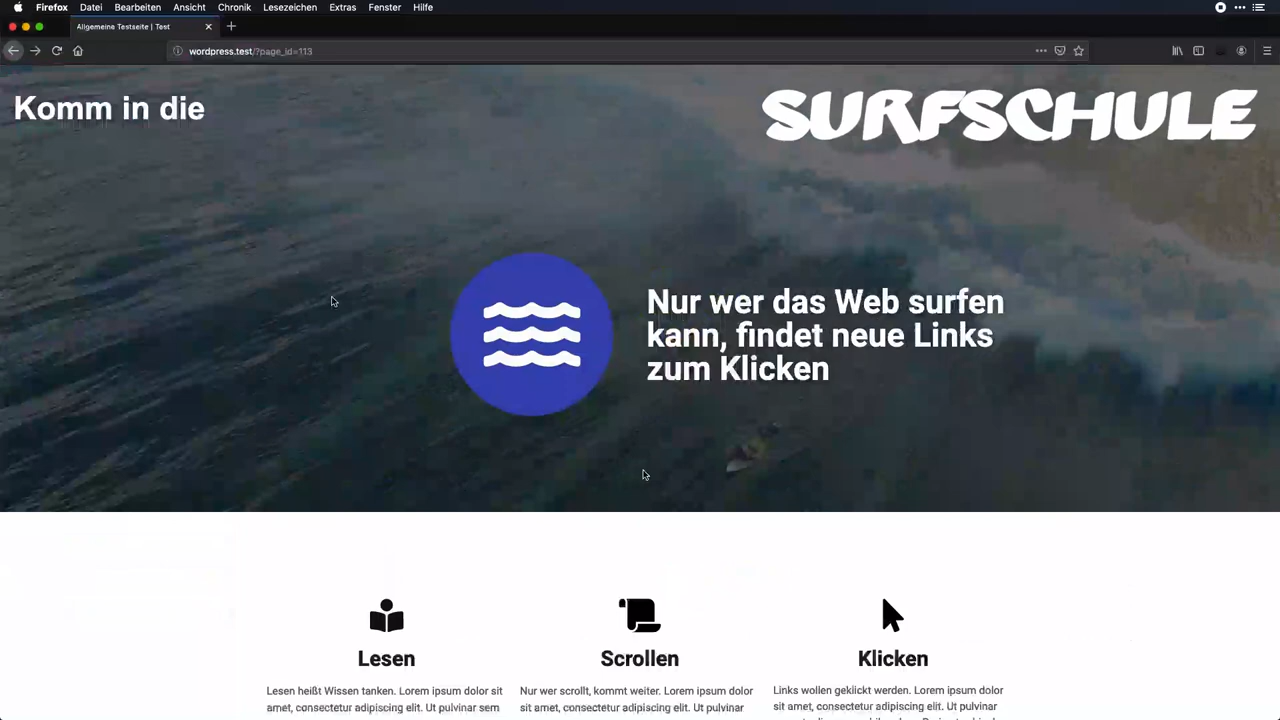 Firefox Datei Bearbeiten Ansicht Chronik Lesezeichen Extras Fenster Hilfe
Allgemeine Testseite | Test
wordpress.test/?page_id=113
Komm in die
SURFSCHULE
Nur wer das Web surfen
kann, findet neue Links
zum Klicken
Lesen
Lesen heißt Wissen tanken. Lorem ipsum dolor sit
amet, consectetur adipiscing elit. Ut pulvinar sem
Scrollen
Nur wer scrollt, kommt weiter. Lorem ipsum dolor
sit amet, consectetur adipiscing elit. Ut pulvinar
Klicken
Links wollen geklickt werden. Lorem ipsum dolor
sit amet, consectetur adipiscing elit. Ut pulvinar